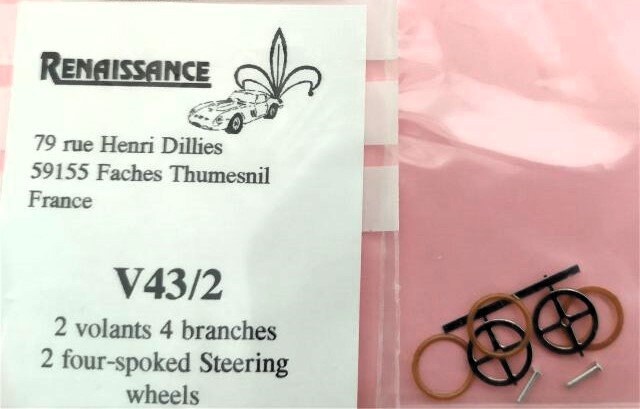 RENAISSANCE
79 rue Henri Dillies
59155 Faches Thumesnil
France
V43/2
2 volants 4 branches
2 four-spoked Steering
wheels